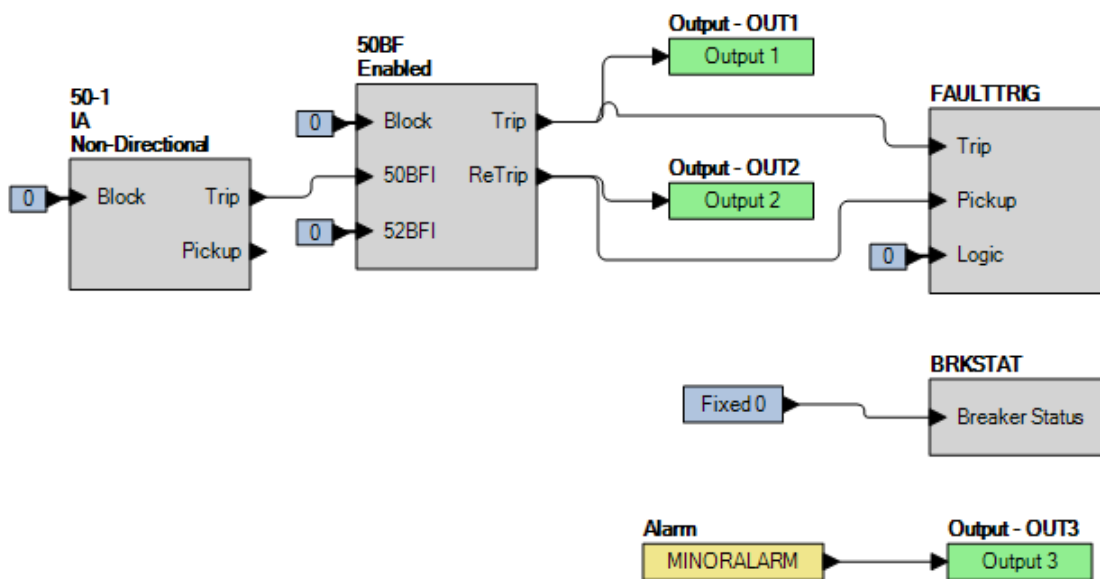 50-1
IA
Non-Directional
0
Block
Trip
Pickup
50BF
Enabled
0
Block
Trip
50BFI
ReTrip
0
52BFI
Output - OUT1
Output 1
Output - OUT2
Output 2
FAULTTRIG
Trip
Pickup
0
Logic
BRKSTAT
Fixed 0
Breaker Status
Alarm
MINORALARM
Output - OUT3
Output 3